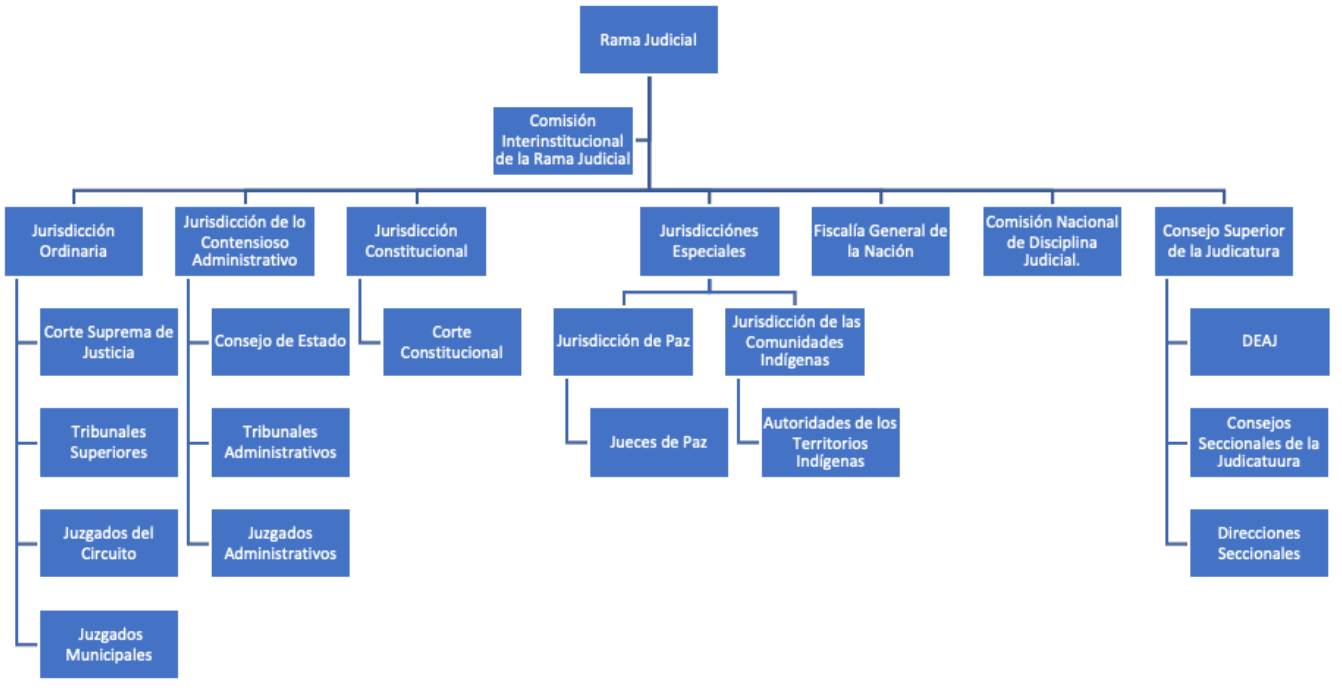 Rama Judicial
Comisión
Interinstitucional
de la Rama Judicial
Jurisdicción
Ordinaria
Jurisdicción de lo
Contensioso
Administrativo
Jurisdicción
Constitucional
Jurisdicciónes
Especiales
Fiscalía General de
la Nación
Comisión Nacional
de Disciplina
Judicial.
Consejo Superior
de la Judicatura
Corte Suprema de
Justicia
Consejo de Estado
Corte
Constitucional
Jurisdicción de Paz
Jurisdicción de las
Comunidades
Indígenas
DEAJ
Tribunales
Superiores
Tribunales
Administrativos
Jueces de Paz
Autoridades de los
Territorios
Indígenas
Consejos
Seccionales de la
Judicatuura
Juzgados del
Circuito
Juzgados
Administrativos
Direcciones
Seccionales
Juzgados
Municipales